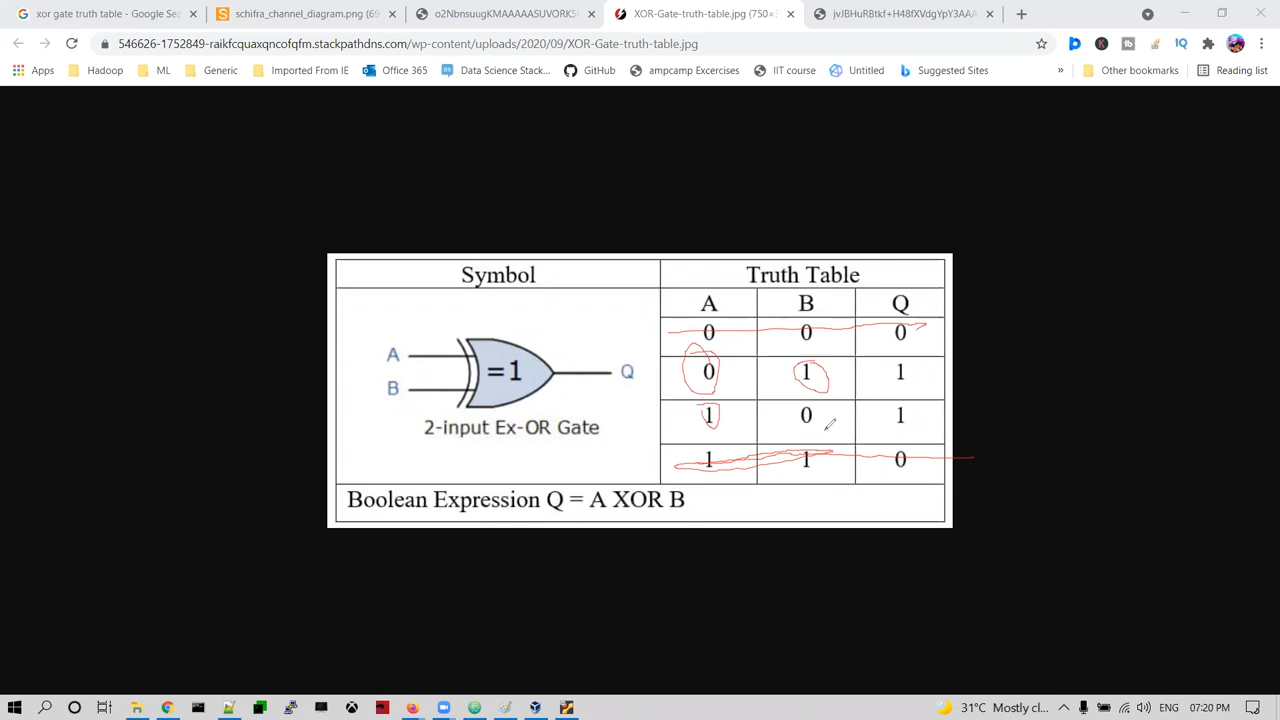 xor gate truth table - Google Sea
schifra_channel_diagram.png (69
o2NbnsuugKMAAAAASUVORK5
XOR-Gate-truth-table.jpg (750×
jvJBHuRBtkf+H489WdgYpY3AAA
546626-1752849-raikfcquaxqncofqfm.stackpathdns.com/wp-content/uploads/2020/09/XOR-Gate-truth-table.jpg
Apps Hadoop ML Generic Imported From IE Office 365 Data Science Stack... GitHub ampcamp Excercises IIT course Untitled Suggested Sites » Other bookmarks Reading list
Symbol Truth Table
A B Q
0 0 0
0 1 1
1 0 1
1 1 0
A
B
=1
Q
2-input Ex-OR Gate
Boolean Expression Q = A XOR B
31°C Mostly cl... ENG 07:20 PM